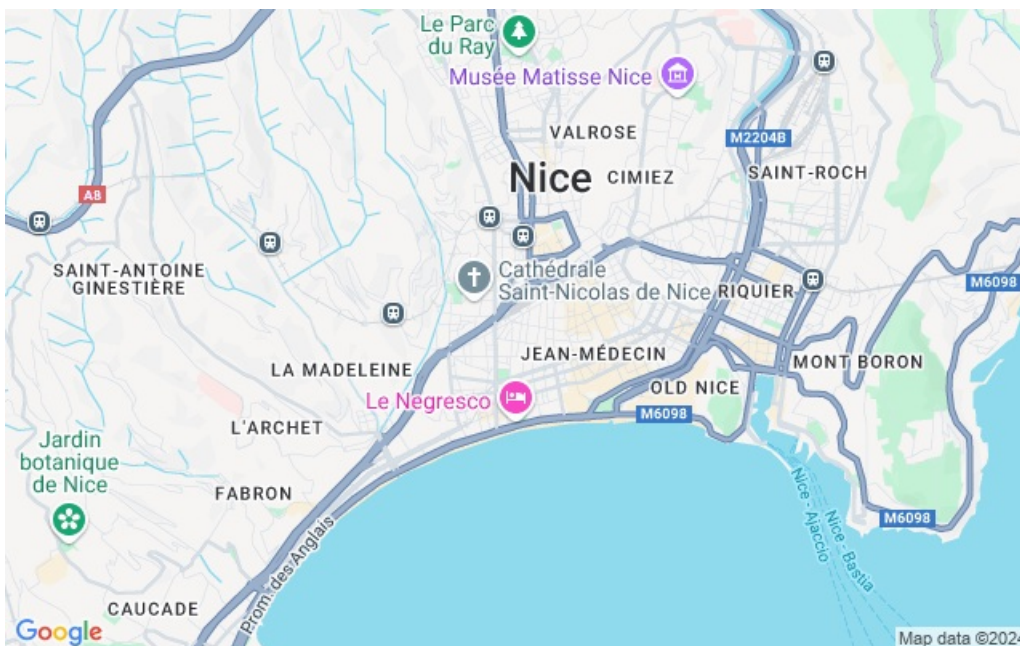 Le Parc
du Ray
Musée Matisse Nice
VALROSE
M2204B
Nice
CIMIEZ
SAINT-ROCH
A8
SAINT-ANTOINE
GINESTIÈRE
Cathédrale
Saint-Nicolas de Nice
RIQUIER
M6098
JEAN-MÉDECIN
MONT BORON
LA MADELEINE
OLD NICE
Le Negresco
M6098
L'ARCHET
Jardin
botanique
de Nice
FABRON
Nice - Ajaccio
Nice - Bastia
M6098
Prom. des Anglais
CAUCADE
Google
Map data ©2024